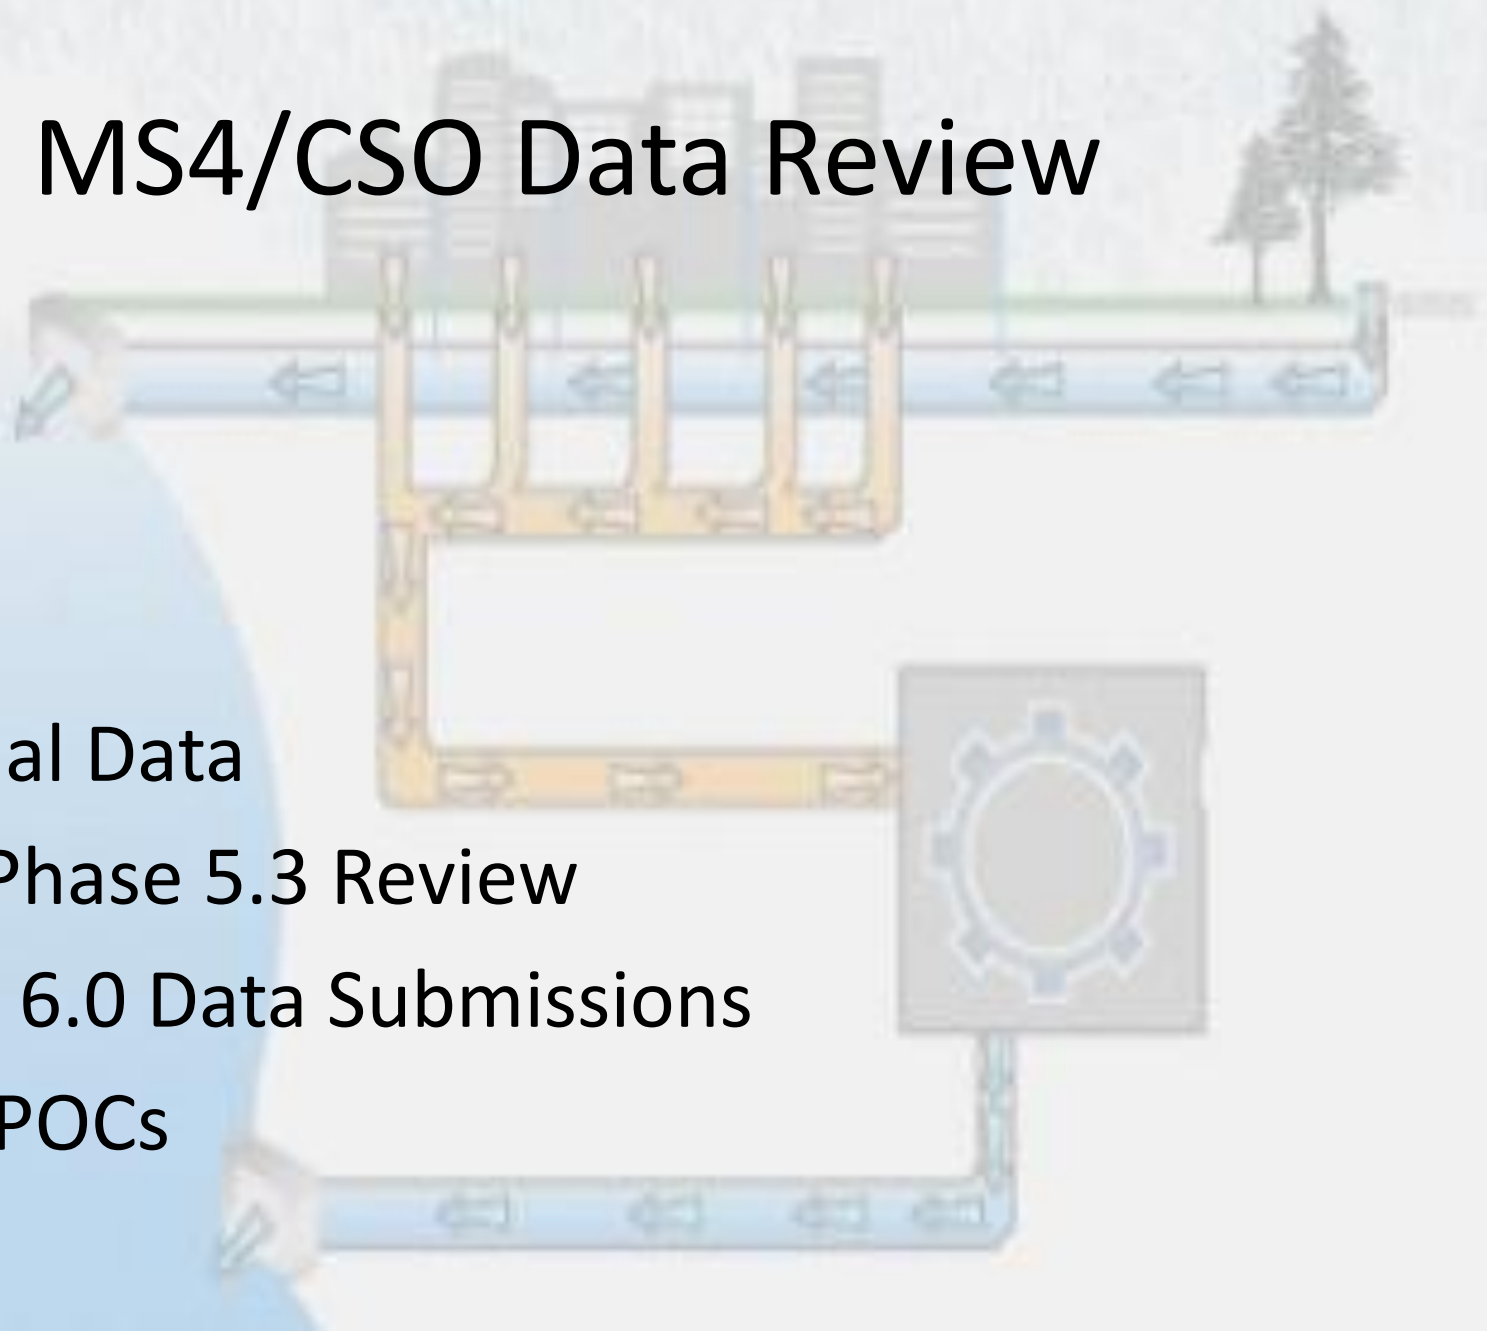 MS4/CSO Data Review
al Data
Phase 5.3 Review
6.0 Data Submissions
POCs